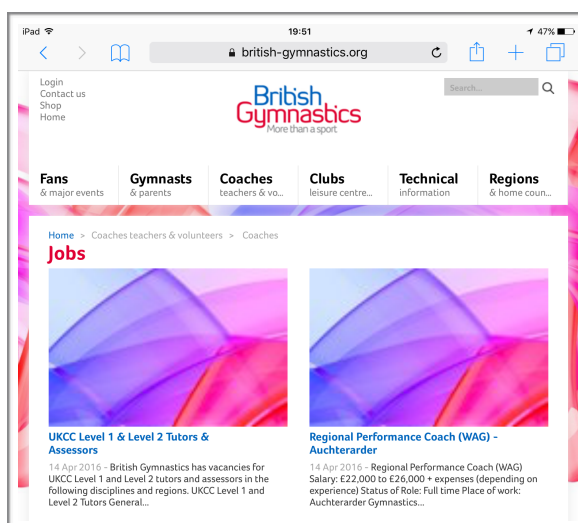 iPad 19:51 47%
british-gymnastics.org
Login
Contact us
Shop
Home
Search...
British
Gymnastics
More than a sport
Fans Gymnasts Coaches Clubs Technical Regions
& major events & parents teachers & vo... leisure centre... information & home coun...
Home > Coaches teachers & volunteers > Coaches
Jobs
UKCC Level 1 & Level 2 Tutors &
Assessors
14 Apr 2016 - British Gymnastics has vacancies for
UKCC Level 1 and Level 2 tutors and assessors in the
following disciplines and regions. UKCC Level 1 and
Level 2 Tutors General...
Regional Performance Coach (WAG) -
Auchterarder
14 Apr 2016 - Regional Performance Coach (WAG)
Salary: £22,000 to £26,000 + expenses (depending on
experience) Status of Role: Full time Place of work:
Auchterarder Gymnastics...